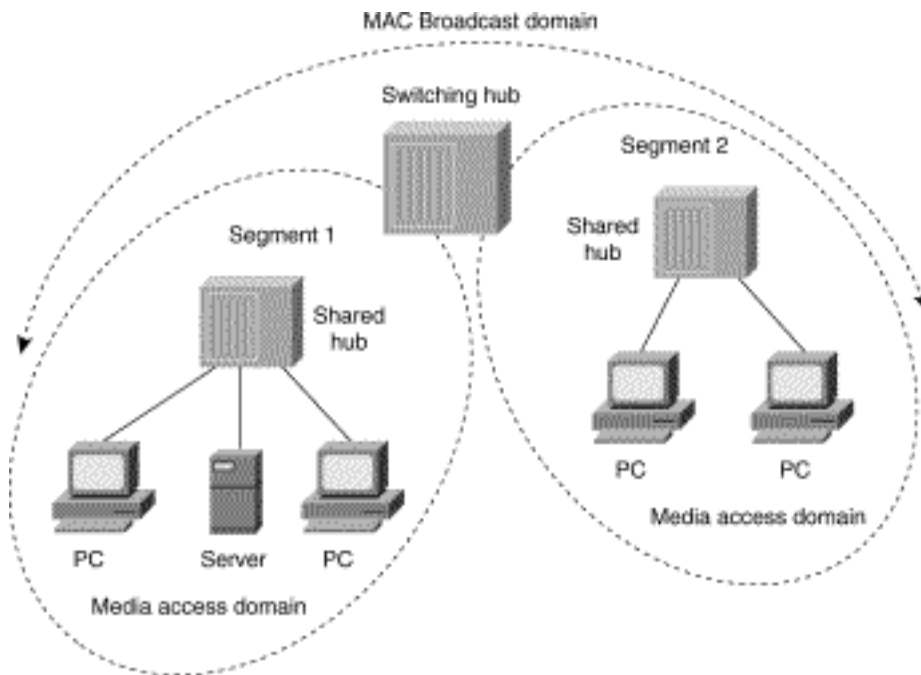 MAC Broadcast domain
Switching hub
Segment 2
Shared
hub
Segment 1
Shared
hub
PC
PC
Media access domain
PC
Server
PC
Media access domain